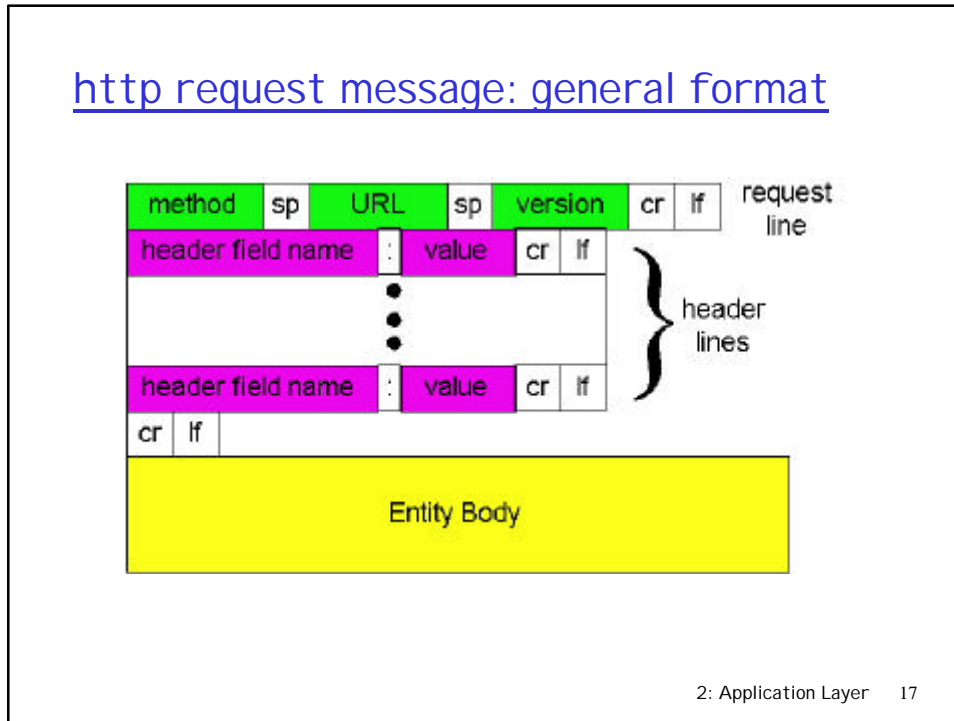 http request message: general format
method sp URL sp version cr lf request line
header field name : value cr lf
header lines
header field name : value cr lf
cr lf
Entity Body
2: Application Layer 17